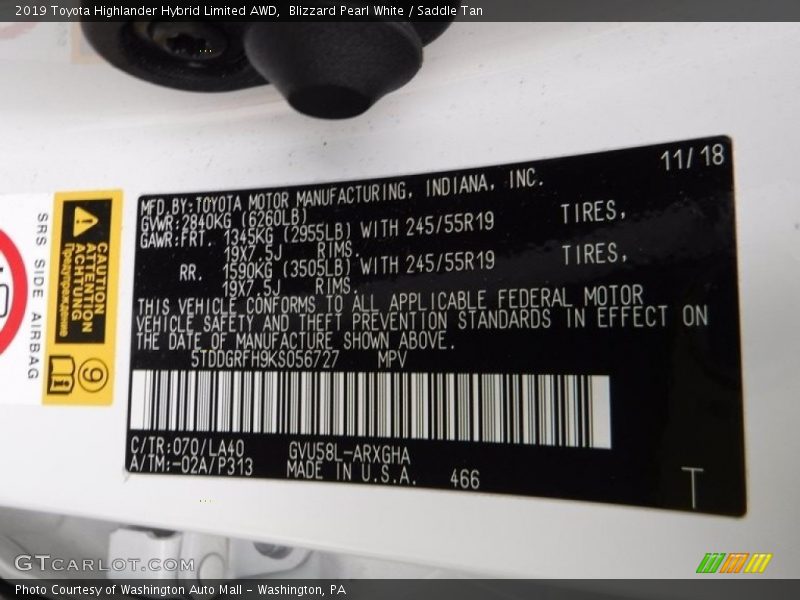 2019 Toyota Highlander Hybrid Limited AWD,  Blizzard Pearl White / Saddle Tan
11/18
MFD.BY:TOYOTA MOTOR MANUFACTURING, INDIANA, INC.
GVWR:2840KG (6260LB)
GAWR:FRT. 1345KG (2955LB) WITH 245/55R19 TIRES,
19X7.5J RIMS.
RR. 1590KG (3505LB) WITH 245/55R19 TIRES,
19X7.5J RIMS.
THIS VEHICLE CONFORMS TO ALL APPLICABLE FEDERAL MOTOR
VEHICLE SAFETY AND THEFT PREVENTION STANDARDS IN EFFECT ON
THE DATE OF MANUFACTURE SHOWN ABOVE.
5TDDGRFH9KS056727 MPV
C/TR:070/LA40 GVU58L-ARXGHA
A/TM:-02A/P313 MADE IN U.S.A. 466
T
SRS SIDE AIRBAG
CAUTION
ATTENTION
ACHTUNG
Предупреждение
9
GTCARLOT.COM
Photo Courtesy of Washington Auto Mall - Washington, PA